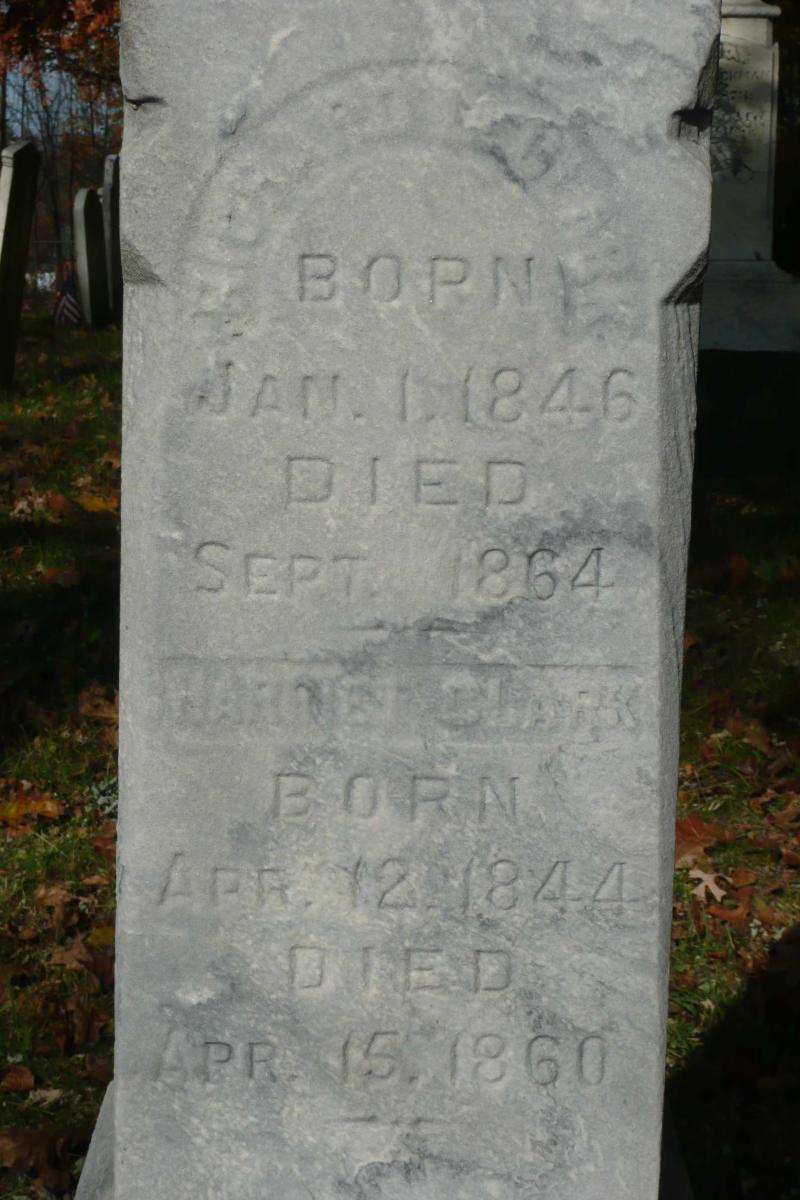 BORN
JAN. 1. 1846
DIED
SEPT. 1864
HARRIET CLARK
BORN
APR. 12. 1844
DIED
APR. 15. 1860